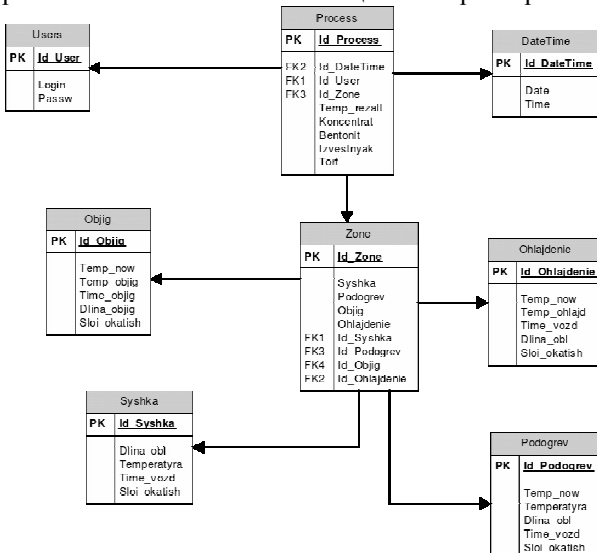 Process
PK Id_Process
FK2 Id_DateTime
FK1 Id_User
FK3 Id_Zone
Temp_rezalt
Koncentrat
Bentonit
Izvestnyak
Torf
Users
PK Id_User
Login
Passw
DateTime
PK Id_DateTime
Date
Time
Objig
PK Id_Objig
Temp_now
Temp_objig
Time_objig
Dlina_objig
Sloi_okatish
Zone
PK Id_Zone
Syshka
Podogrev
Objig
Ohlajdenie
FK1 Id_Syshka
FK3 Id_Podogrev
FK4 Id_Objig
FK2 Id_Ohlajdenie
Ohlajdenie
PK Id_Ohlajdenie
Temp_now
Temp_ohlajd
Time_vozd
Dlina_obl
Sloi_okatish
Syshka
PK Id_Syshka
Dlina_obl
Temperatyra
Time_vozd
Sloi_okatish
Podogrev
PK Id_Podogrev
Temp_now
Temperatyra
Dlina_obl
Time_vozd
Sloi_okatish